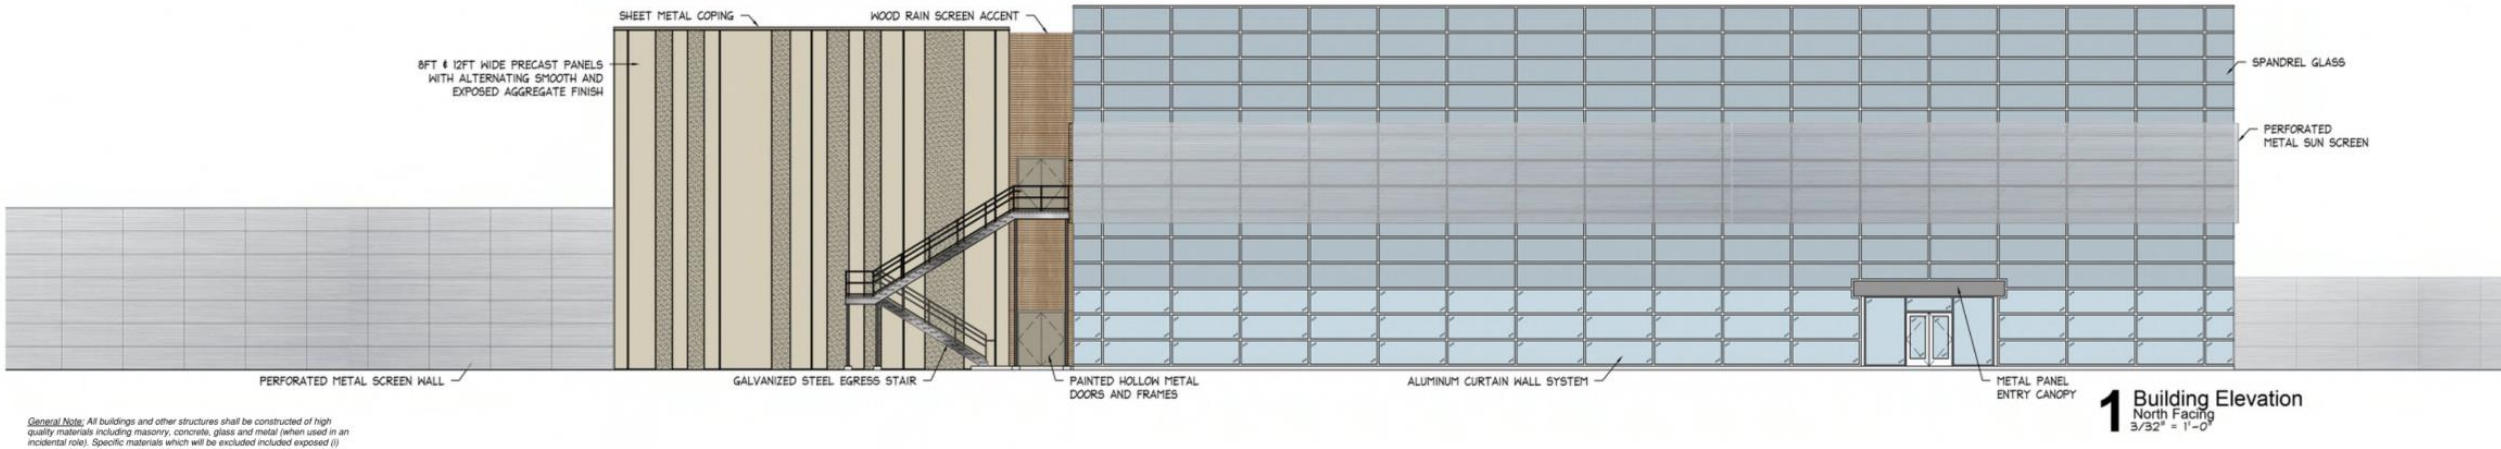 SHEET METAL COPING
WOOD RAIN SCREEN ACCENT
8FT & 12FT WIDE PRECAST PANELS
WITH ALTERNATING SMOOTH AND
EXPOSED AGGREGATE FINISH
SPANDREL GLASS
PERFORATED
METAL SUN SCREEN
PERFORATED METAL SCREEN WALL
GALVANIZED STEEL EGRESS STAIR
PAINTED HOLLOW METAL
DOORS AND FRAMES
ALUMINUM CURTAIN WALL SYSTEM
METAL PANEL
ENTRY CANOPY
1 Building Elevation
North Facing
3/32" = 1'-0"
General Note: All buildings and other structures shall be constructed of high
quality materials including masonry, concrete, glass and metal (when used in an
incidental role). Specific materials which will be excluded included exposed (i)